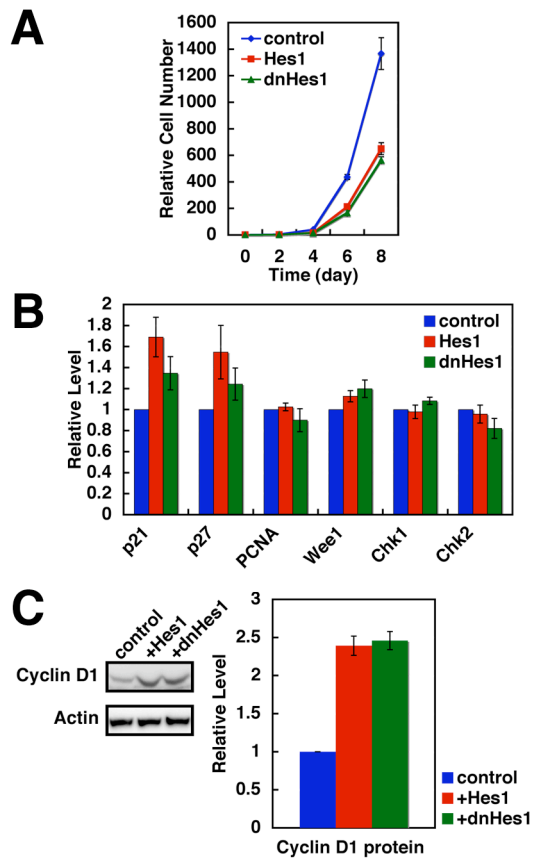 A
Relative Cell Number
1600
1400
1200
1000
800
600
400
200
0
control
Hes1
dnHes1
0 2 4 6 8
Time (day)
B
Relative Level
2
1.8
1.6
1.4
1.2
1
0.8
0.6
0.4
0.2
0
control
Hes1
dnHes1
p21 p27 PCNA Wee1 Chk1 Chk2
C
control +Hes1 +dnHes1
Cyclin D1
Actin
Relative Level
3
2.5
2
1.5
1
0.5
0
control
+Hes1
+dnHes1
Cyclin D1 protein